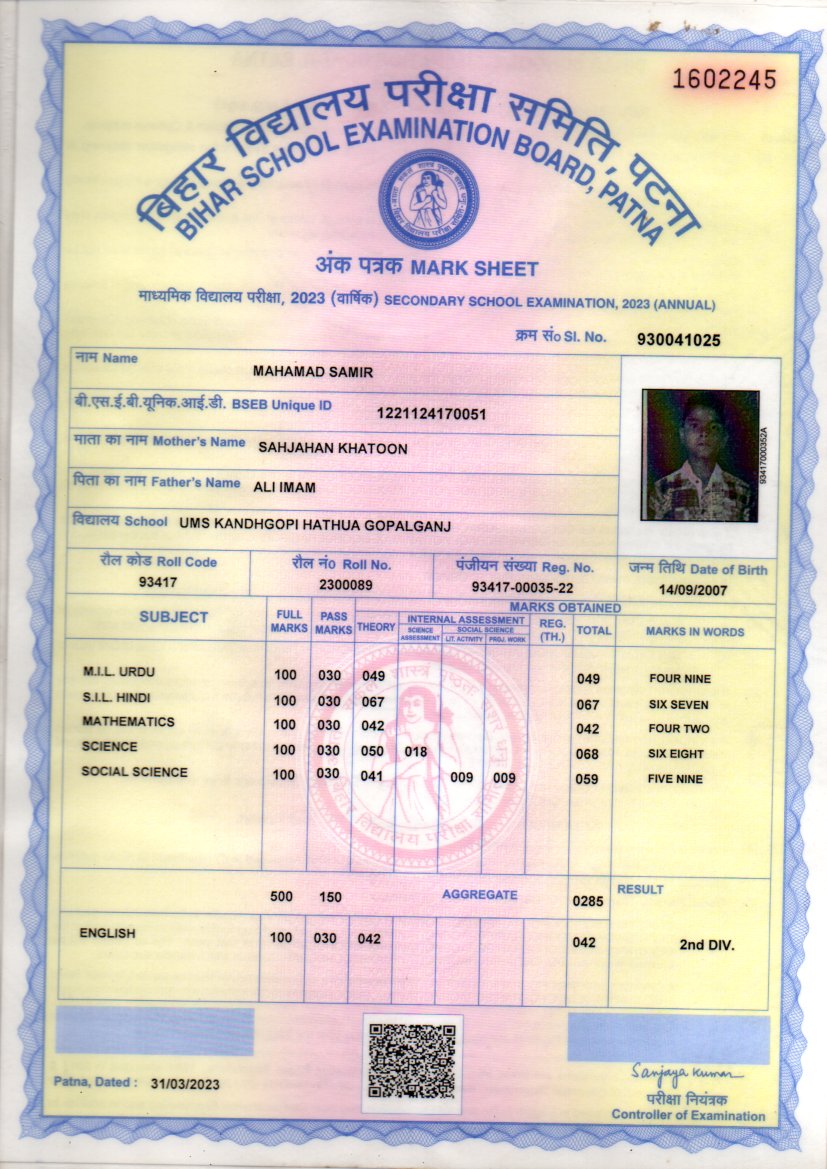 1602245
बिहार विद्यालय परीक्षा समिति, पटना
BIHAR SCHOOL EXAMINATION BOARD, PATNA
अंक पत्रक MARK SHEET
माध्यमिक विद्यालय परीक्षा, 2023 (वार्षिक) SECONDARY SCHOOL EXAMINATION, 2023 (ANNUAL)
क्रम सं० Sl. No. 930041025
नाम Name MAHAMAD SAMIR
बी.एस.ई.बी.यूनिक.आई.डी. BSEB Unique ID 1221124170051
माता का नाम Mother's Name SAHJAHAN KHATOON
पिता का नाम Father's Name ALI IMAM
विद्यालय School UMS KANDHGOPI HATHUA GOPALGANJ
934170000352A
रौल कोड Roll Code रौल नं0 Roll No. पंजीयन संख्या Reg. No. जन्म तिथि Date of Birth
93417 2300089 93417-00035-22 14/09/2007
SUBJECT FULL MARKS PASS MARKS MARKS OBTAINED
THEORY INTERNAL ASSESSMENT REG. (TH.) TOTAL MARKS IN WORDS
SCIENCE ASSESSMENT SOCIAL SCIENCE
LIT. ACTIVITY PROJ. WORK
M.I.L. URDU 100 030 049 049 FOUR NINE
S.I.L. HINDI 100 030 067 067 SIX SEVEN
MATHEMATICS 100 030 042 042 FOUR TWO
SCIENCE 100 030 050 018 068 SIX EIGHT
SOCIAL SCIENCE 100 030 041 009 009 059 FIVE NINE
500 150 AGGREGATE 0285 RESULT
ENGLISH 100 030 042 042 2nd DIV.
Patna, Dated : 31/03/2023
Sanjaya Kumar
परीक्षा नियंत्रक
Controller of Examination